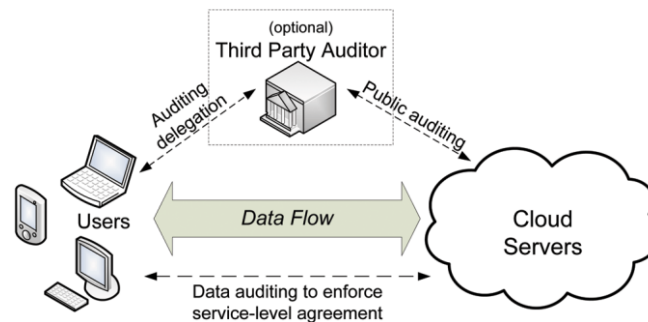 (optional)
Third Party Auditor
Auditing
delegation
Public auditing
Users
Data Flow
Cloud
Servers
Data auditing to enforce
service-level agreement